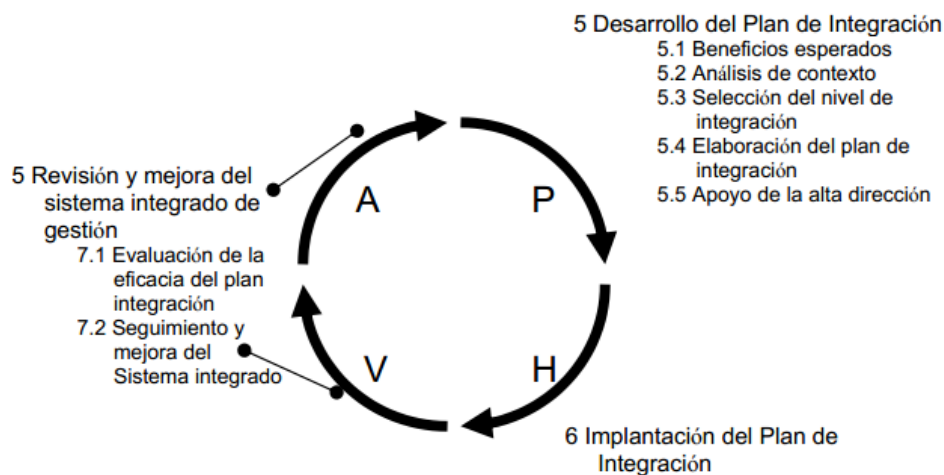 5 Desarrollo del Plan de Integración
5.1 Beneficios esperados
5.2 Análisis de contexto
5.3 Selección del nivel de
integración
5.4 Elaboración del plan de
integración
5.5 Apoyo de la alta dirección
5 Revisión y mejora del
sistema integrado de
gestión
7.1 Evaluación de la
eficacia del plan
integración
7.2 Seguimiento y
mejora del
Sistema integrado
A
P
V
H
6 Implantación del Plan de
Integración